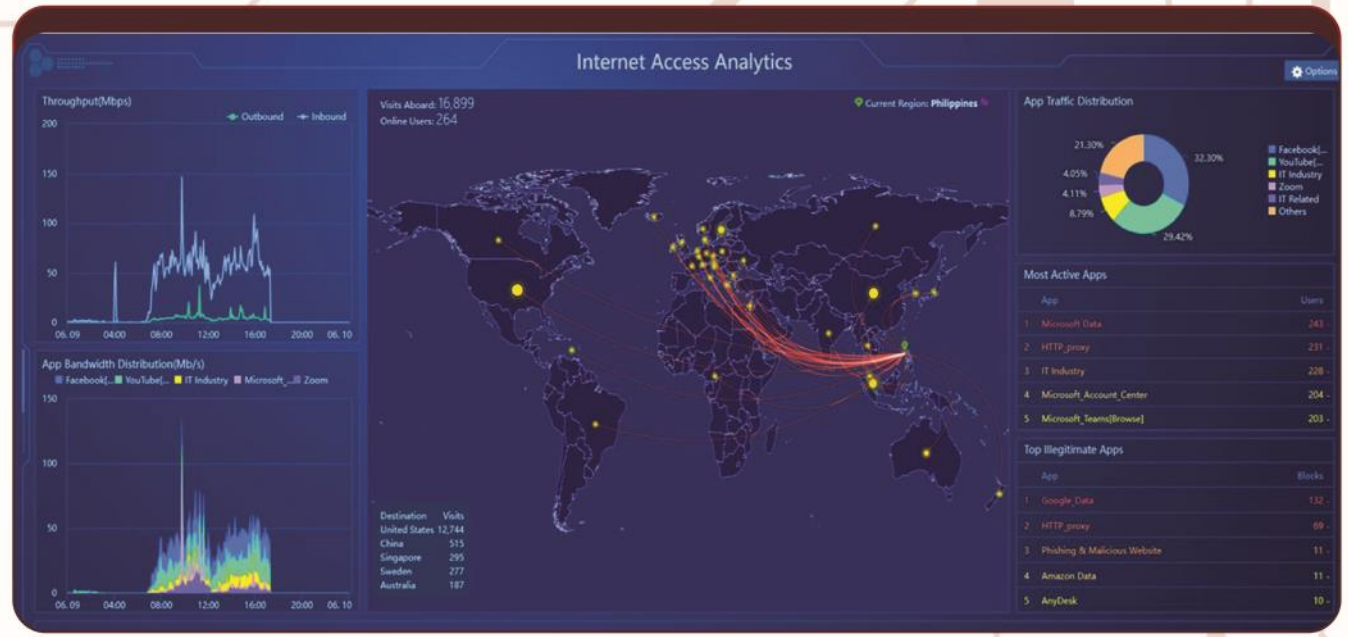 Internet Access Analytics
Options
Throughput(Mbps)
Outbound
Inbound
200
150
100
50
0
06. 09
04:00
08:00
12:00
16:00
20:00
06. 10
App Bandwidth Distribution(Mb/s)
Facebook[...
YouTube[...
IT Industry
Microsoft_...
Zoom
150
100
50
0
06. 09
04:00
08:00
12:00
16:00
20:00
06. 10
Visits Aboard: 16,899
Online Users: 264
Current Region: Philippines
Destination Visits
United States 12,744
China 515
Singapore 295
Sweden 277
Australia 187
App Traffic Distribution
21.30%
4.05%
4.11%
8.79%
32.30%
29.42%
Facebook[...
YouTube[...
IT Industry
Zoom
IT Related
Others
Most Active Apps
App Users
1 Microsoft Data 243 -
2 HTTP_proxy 231 -
3 IT Industry 228 -
4 Microsoft_Account_Center 204 -
5 Microsoft_Teams[Browse] 203 -
Top Illegitimate Apps
App Blocks
1 Google_Data 132 -
2 HTTP_proxy 69 -
3 Phishing & Malicious Website 11 -
4 Amazon Data 11 -
5 AnyDesk 10 -